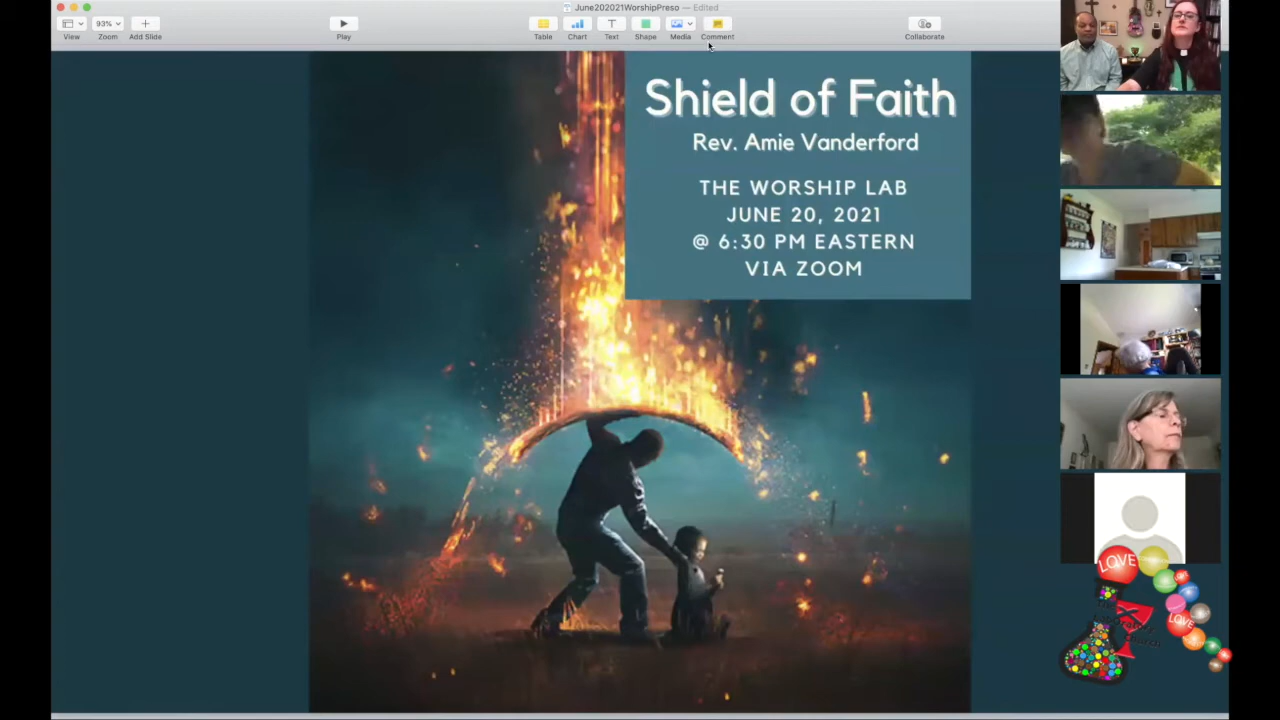 June202021WorshipPreso — Edited
93%
View
Zoom
Add Slide
Play
Table
Chart
Text
Shape
Media
Comment
Collaborate
Shield of Faith
Rev. Amie Vanderford
THE WORSHIP LAB
JUNE 20, 2021
@ 6:30 PM EASTERN
VIA ZOOM
LOVE
LOVE